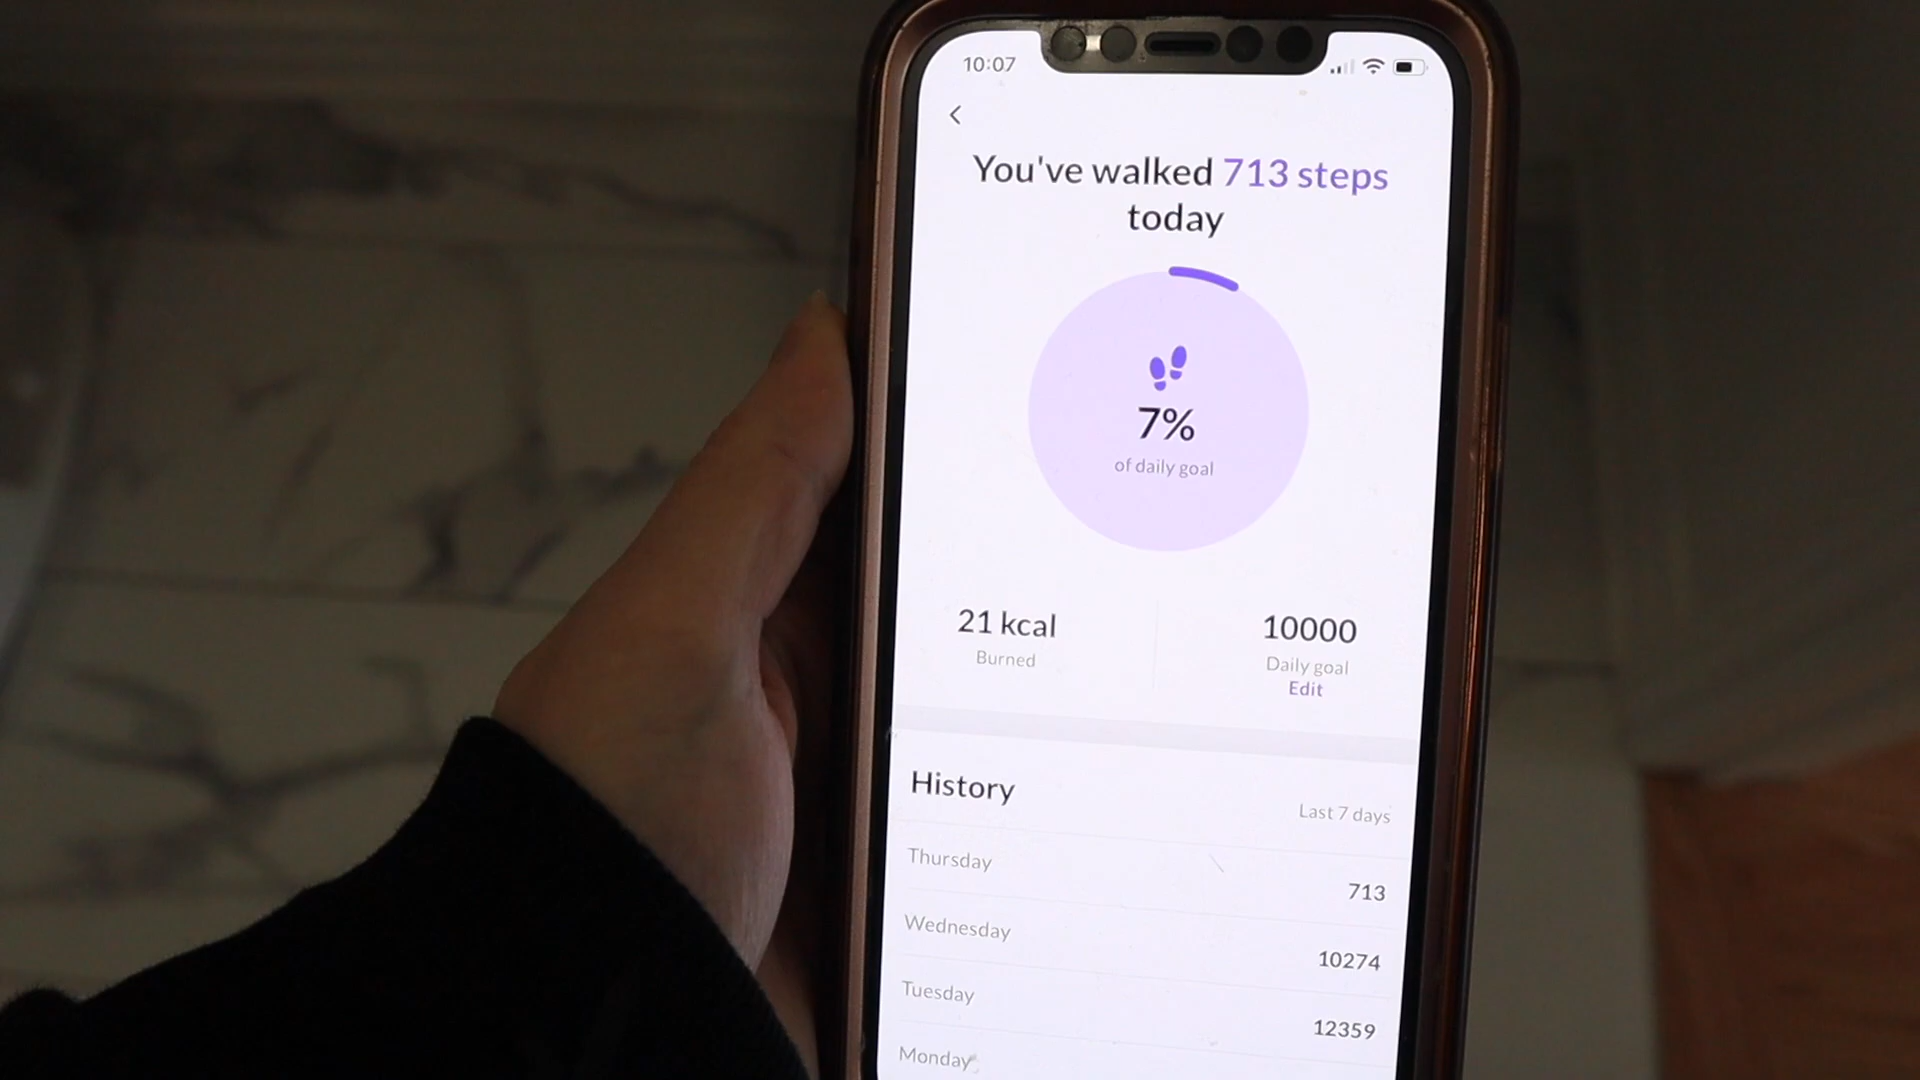 10:07
You've walked 713 steps
today
7%
of daily goal
21 kcal
Burned
10000
Daily goal
Edit
History
Last 7 days
Thursday
713
Wednesday
10274
Tuesday
12359
Monday